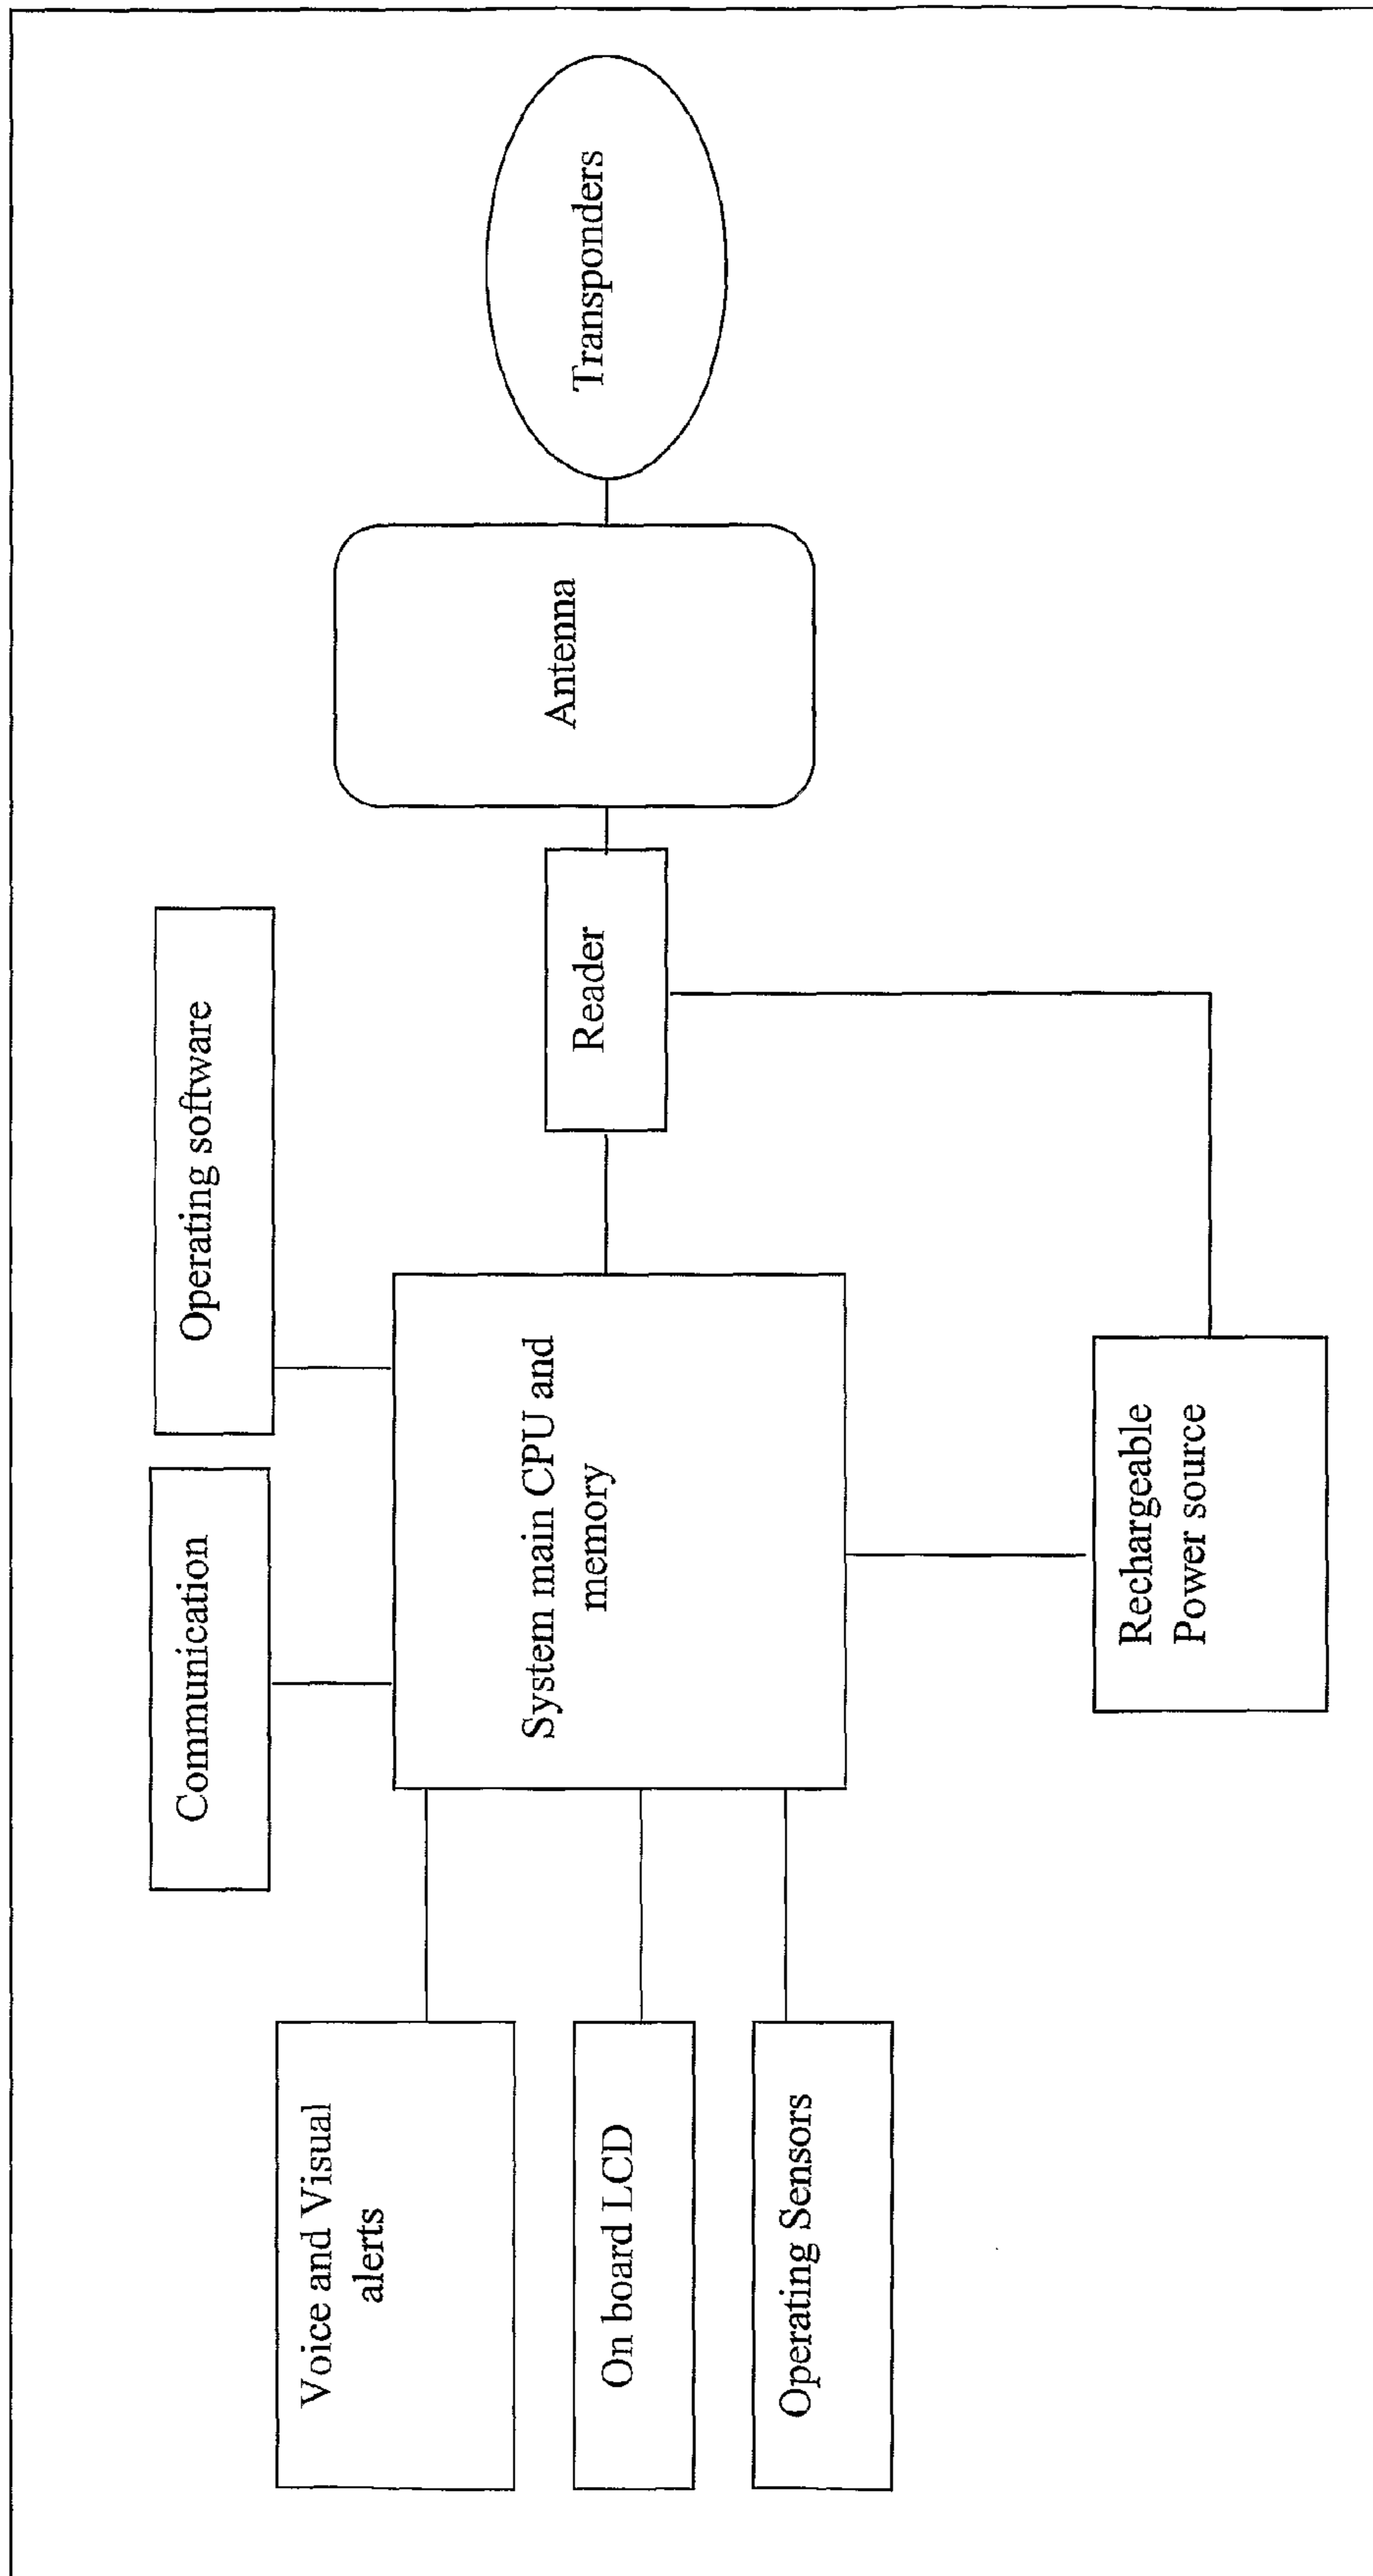 Communication
Operating software
Voice and Visual
alerts
On board LCD
Operating Sensors
System main CPU and
memory
Reader
Antenna
Transponders
Rechargeable
Power source